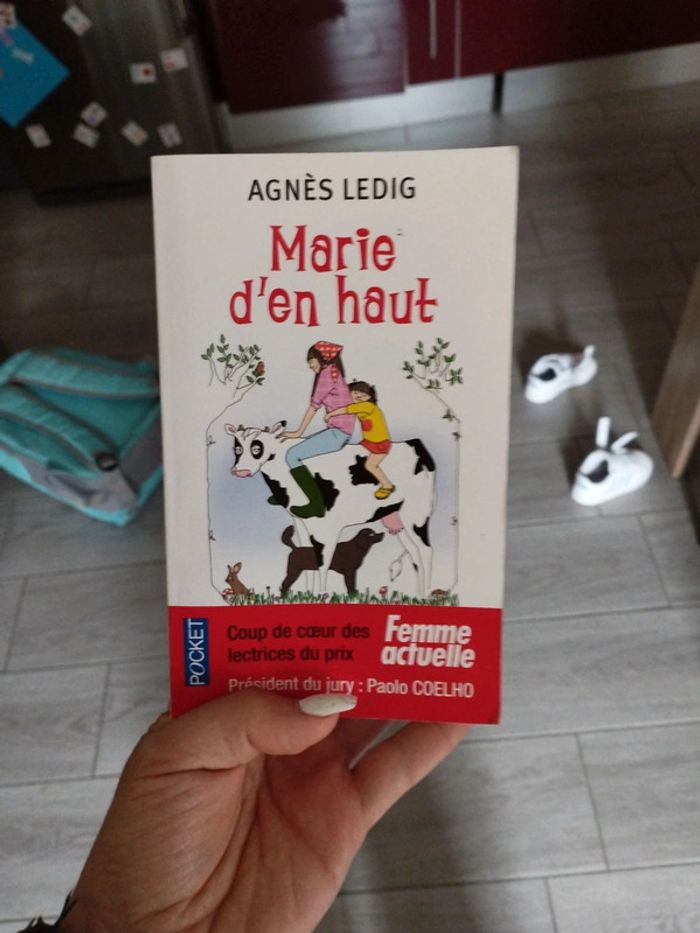 AGNÈS LEDIG
Marie
d'en haut
POCKET
Coup de cœur des
lectrices du prix
Femme
actuelle
Président du jury : Paolo COELHO